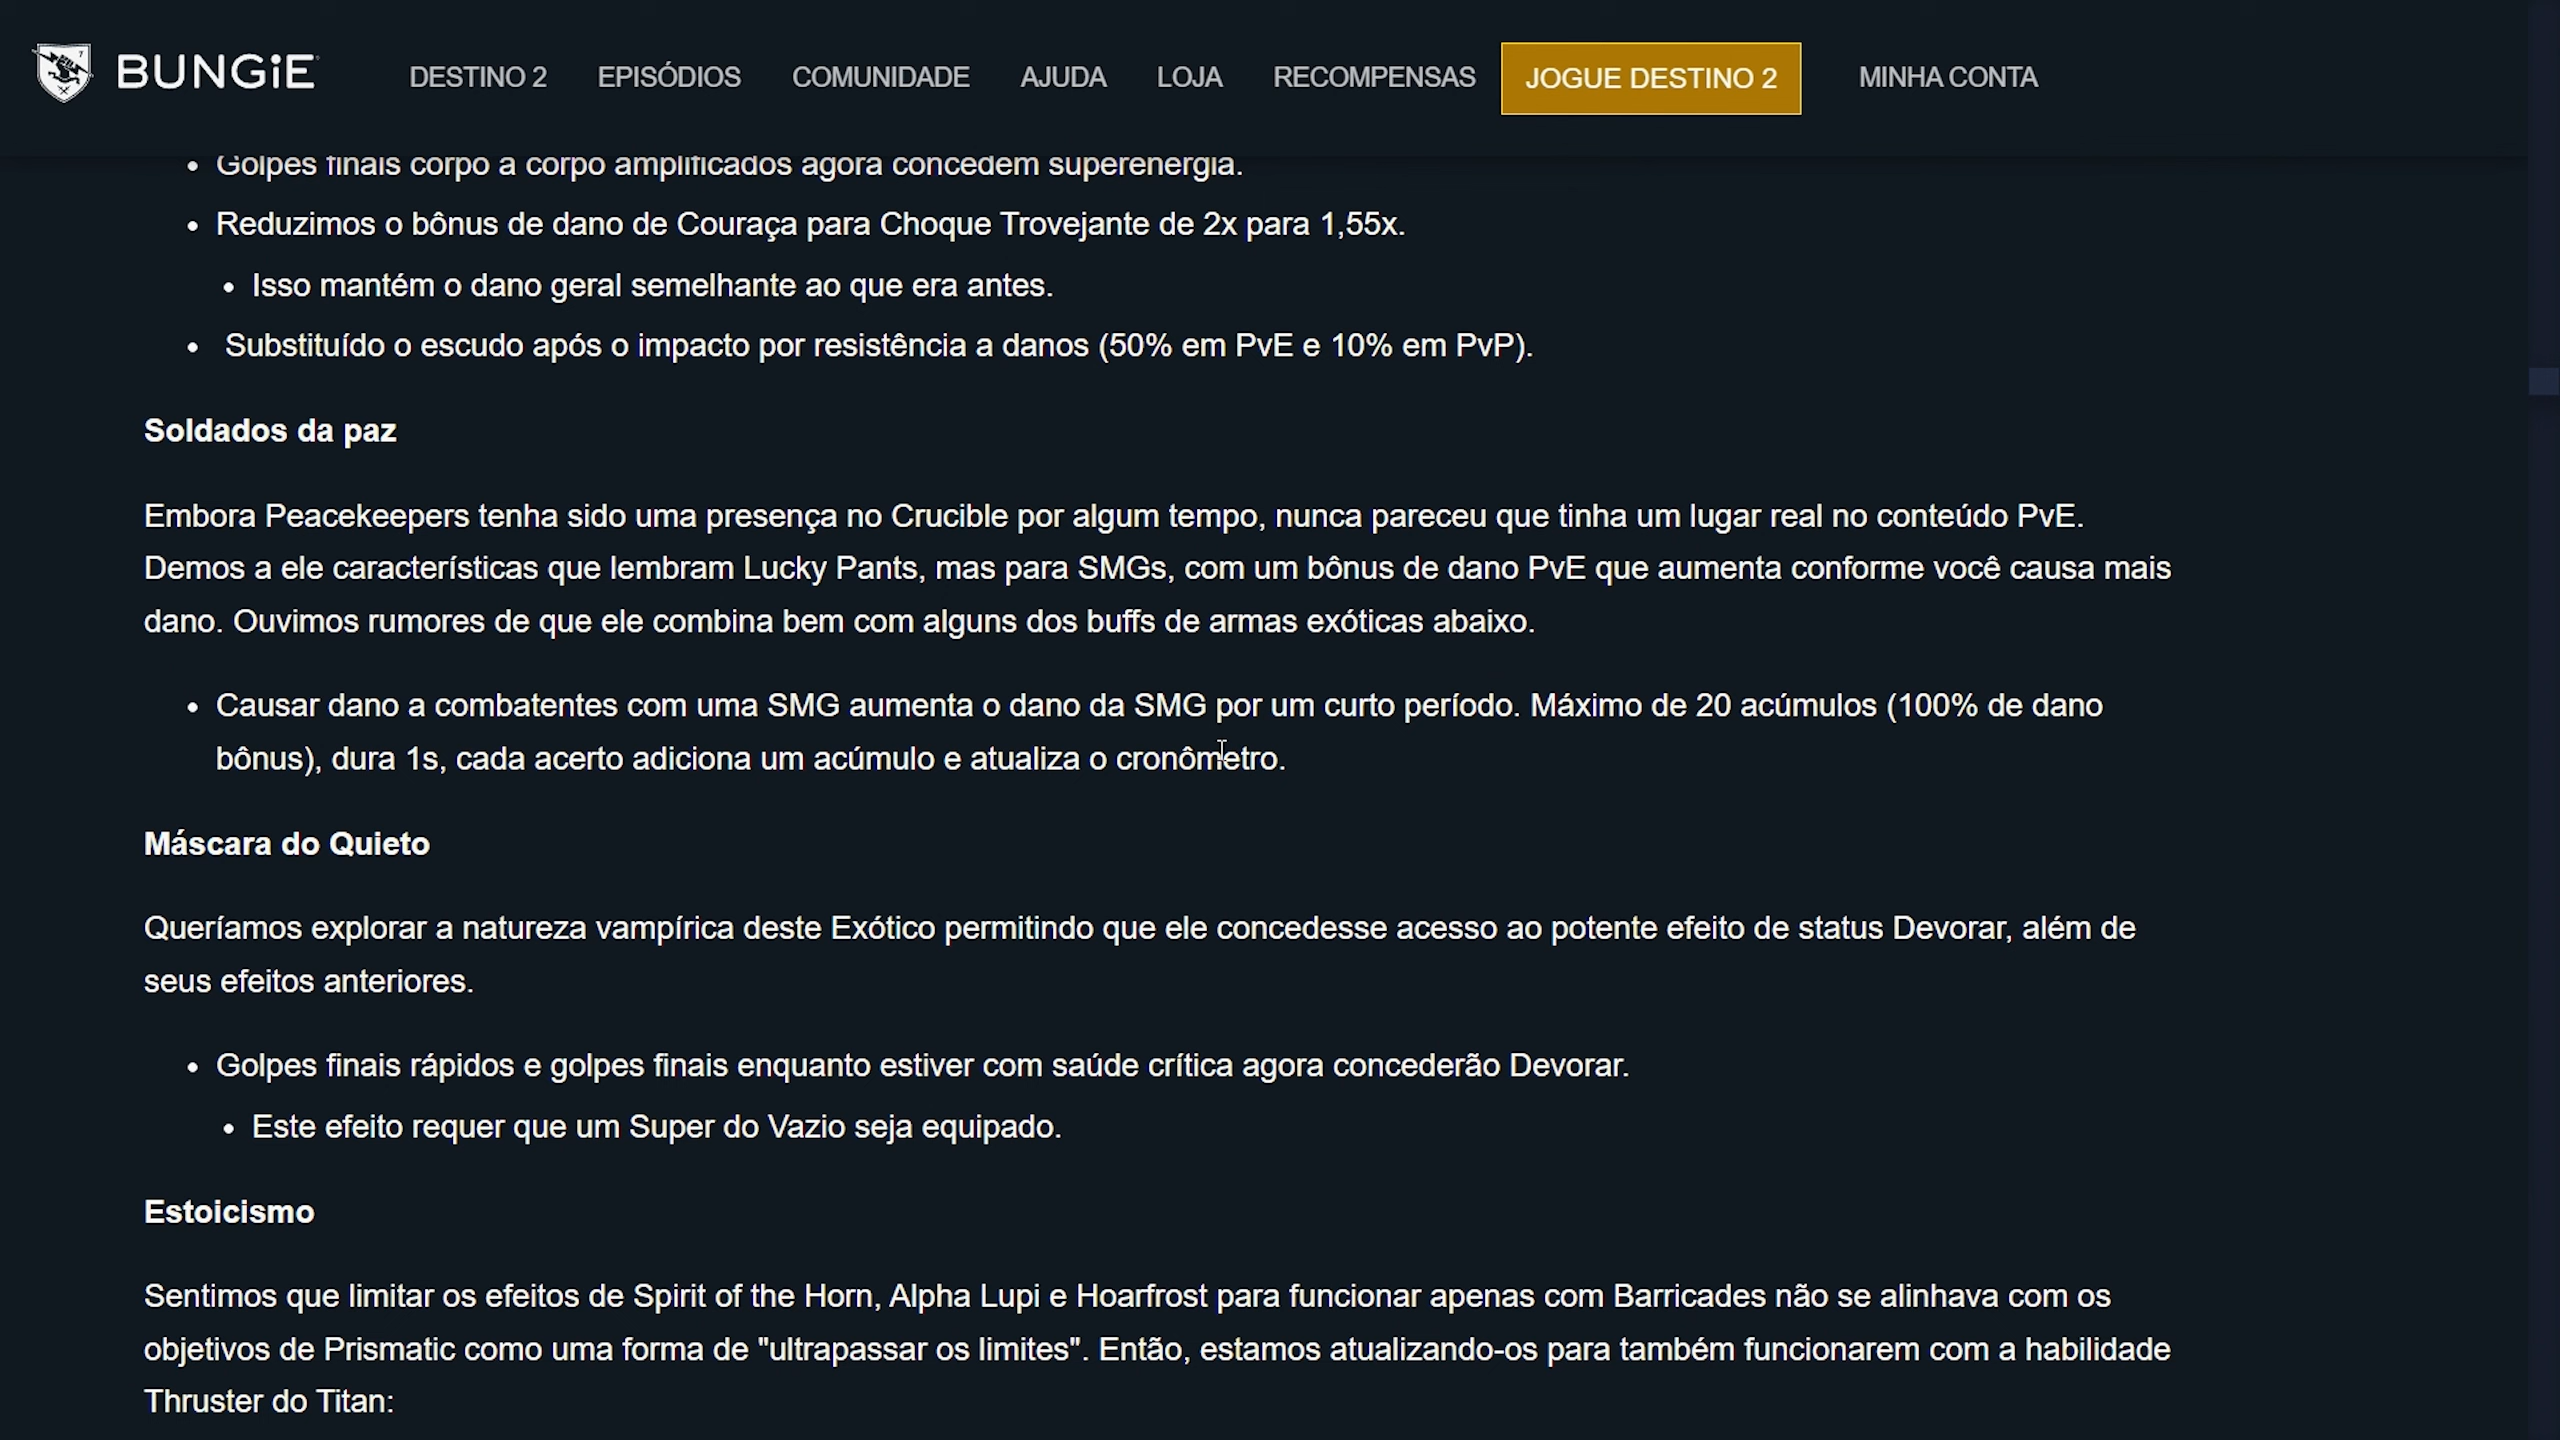 BUNGiE
DESTINO 2
EPISÓDIOS
COMUNIDADE
AJUDA
LOJA
RECOMPENSAS
JOGUE DESTINO 2
MINHA CONTA
Golpes finais corpo a corpo amplificados agora concedem superenergia.
Reduzimos o bônus de dano de Couraça para Choque Trovejante de 2x para 1,55x.
Isso mantém o dano geral semelhante ao que era antes.
Substituído o escudo após o impacto por resistência a danos (50% em PvE e 10% em PvP).
Soldados da paz
Embora Peacekeepers tenha sido uma presença no Crucible por algum tempo, nunca pareceu que tinha um lugar real no conteúdo PvE.
Demos a ele características que lembram Lucky Pants, mas para SMGs, com um bônus de dano PvE que aumenta conforme você causa mais
dano. Ouvimos rumores de que ele combina bem com alguns dos buffs de armas exóticas abaixo.
Causar dano a combatentes com uma SMG aumenta o dano da SMG por um curto período. Máximo de 20 acúmulos (100% de dano
bônus), dura 1s, cada acerto adiciona um acúmulo e atualiza o cronômetro.
Máscara do Quieto
Queríamos explorar a natureza vampírica deste Exótico permitindo que ele concedesse acesso ao potente efeito de status Devorar, além de
seus efeitos anteriores.
Golpes finais rápidos e golpes finais enquanto estiver com saúde crítica agora concederão Devorar.
Este efeito requer que um Super do Vazio seja equipado.
Estoicismo
Sentimos que limitar os efeitos de Spirit of the Horn, Alpha Lupi e Hoarfrost para funcionar apenas com Barricades não se alinhava com os
objetivos de Prismatic como uma forma de "ultrapassar os limites". Então, estamos atualizando-os para também funcionarem com a habilidade
Thruster do Titan: